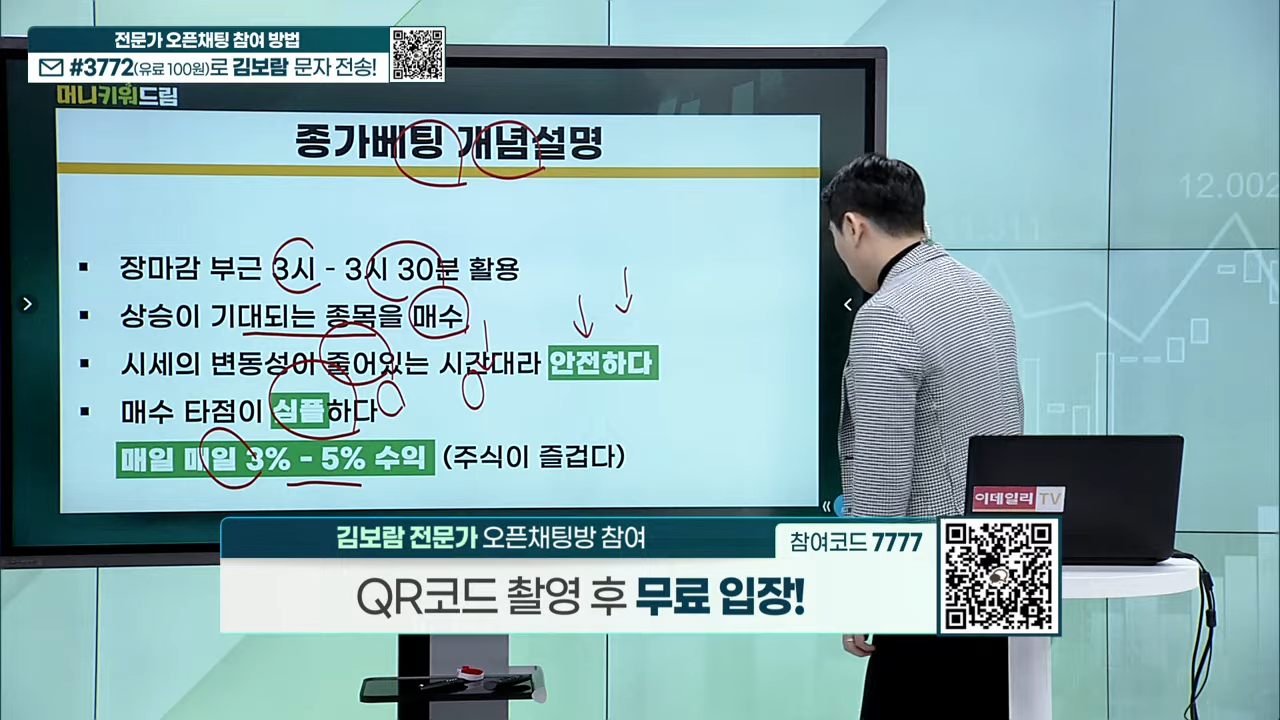 전문가 오픈채팅 참여 방법
#3772(유료 100원)로 김보람 문자 전송!
머니키워드림
종가베팅 개념설명
12.002
▪ 장마감 부근 3시 - 3시 30분 활용
▪ 상승이 기대되는 종목을 매수
▪ 시세의 변동성이 줄어있는 시간대라 안전하다
▪ 매수 타점이 심플하다
매일 매일 3% - 5% 수익 (주식이 즐겁다)
이데일리TV
김보람 전문가 오픈채팅방 참여
참여코드 7777
QR코드 촬영 후 무료 입장!